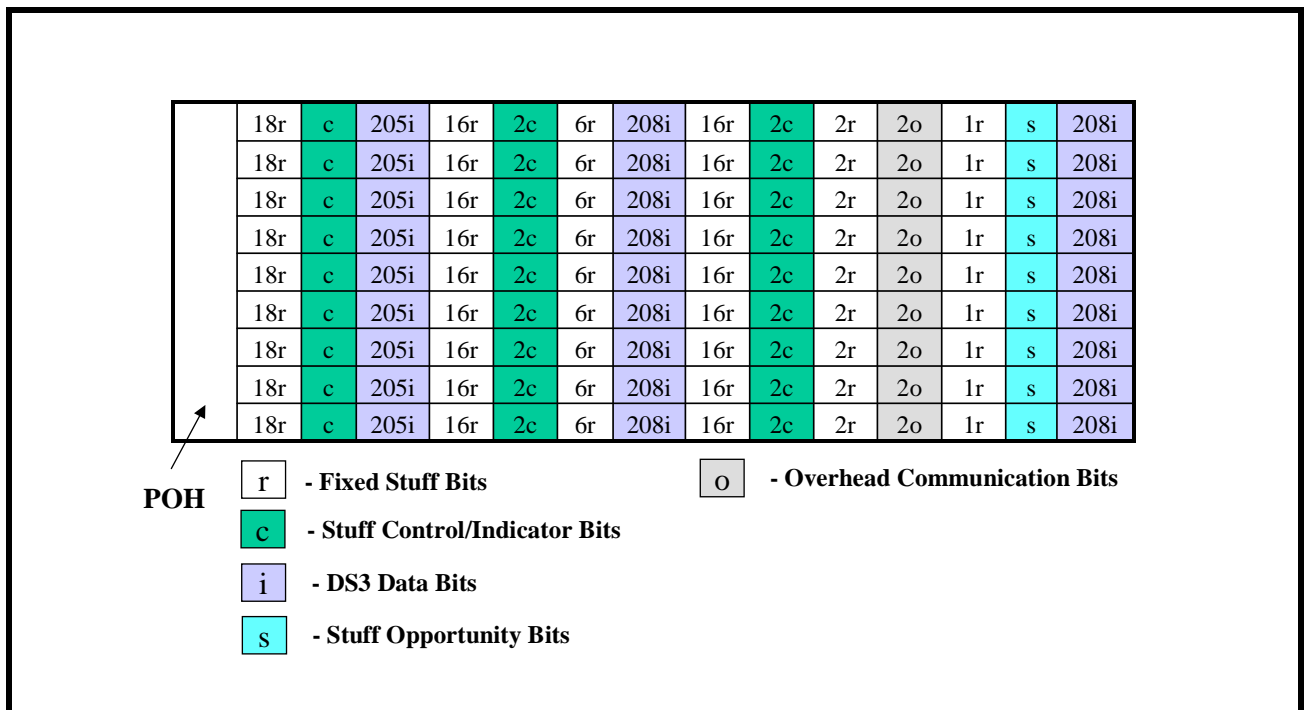 18r c 205i 16r 2c 6r 208i 16r 2c 2r 2o 1r s 208i
18r c 205i 16r 2c 6r 208i 16r 2c 2r 2o 1r s 208i
18r c 205i 16r 2c 6r 208i 16r 2c 2r 2o 1r s 208i
18r c 205i 16r 2c 6r 208i 16r 2c 2r 2o 1r s 208i
18r c 205i 16r 2c 6r 208i 16r 2c 2r 2o 1r s 208i
18r c 205i 16r 2c 6r 208i 16r 2c 2r 2o 1r s 208i
18r c 205i 16r 2c 6r 208i 16r 2c 2r 2o 1r s 208i
18r c 205i 16r 2c 6r 208i 16r 2c 2r 2o 1r s 208i
18r c 205i 16r 2c 6r 208i 16r 2c 2r 2o 1r s 208i
POH
r - Fixed Stuff Bits
o - Overhead Communication Bits
c - Stuff Control/Indicator Bits
i - DS3 Data Bits
s - Stuff Opportunity Bits